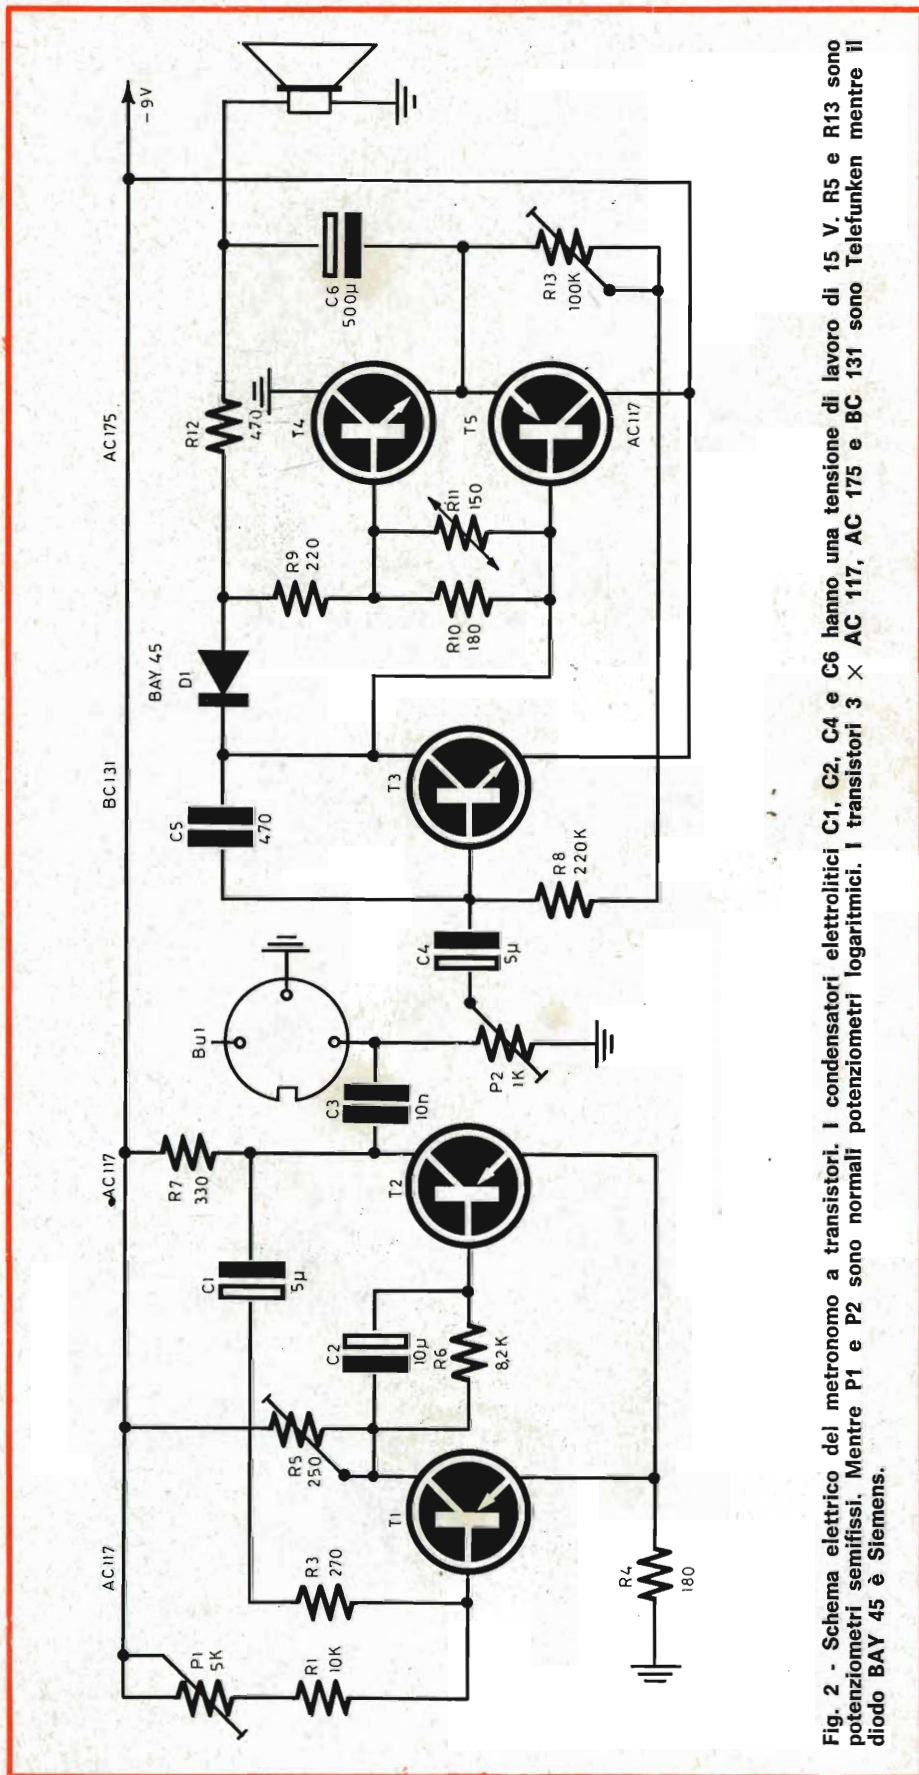 AC117
AC117
BC131
AC175
-9V
P1
5K
R1
10K
R3
270
R5
250
C1
5µ
R7
330
C2
10µ
R6
8,2K
T1
T2
R4
180
C3
10n
Bu1
P2
1K
C4
5µ
C5
470
BAY 45
D1
T3
R8
220K
R9
220
R10
180
R11
150
R12
470
T4
T5
AC117
C6
500µ
R13
100K
Fig. 2 - Schema elettrico del metronomo a transistori. I condensatori elettrolitici C1, C2, C4 e C6 hanno una tensione di lavoro di 15 V. R5 e R13 sono
potenziometri semifissi. Mentre P1 e P2 sono normali potenziometri logaritmici. I transistori 3 × AC 117, AC 175 e BC 131 sono Telefunken mentre il
diodo BAY 45 è Siemens.